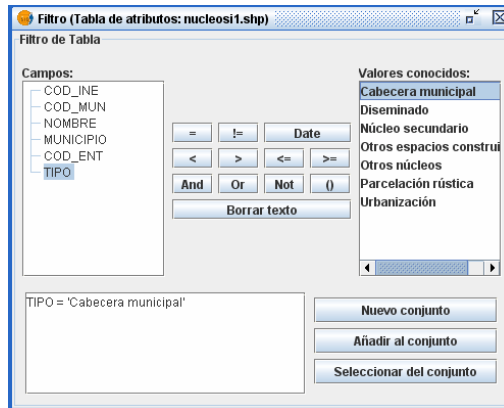 Filtro (Tabla de atributos: nucleosi1.shp)
Filtro de Tabla
Campos:
COD_INE
COD_MUN
NOMBRE
MUNICIPIO
COD_ENT
TIPO
= != Date
< > <= >=
And Or Not ()
Borrar texto
Valores conocidos:
Cabecera municipal
Diseminado
Núcleo secundario
Otros espacios construi
Otros núcleos
Parcelación rústica
Urbanización
TIPO = 'Cabecera municipal'
Nuevo conjunto
Añadir al conjunto
Seleccionar del conjunto